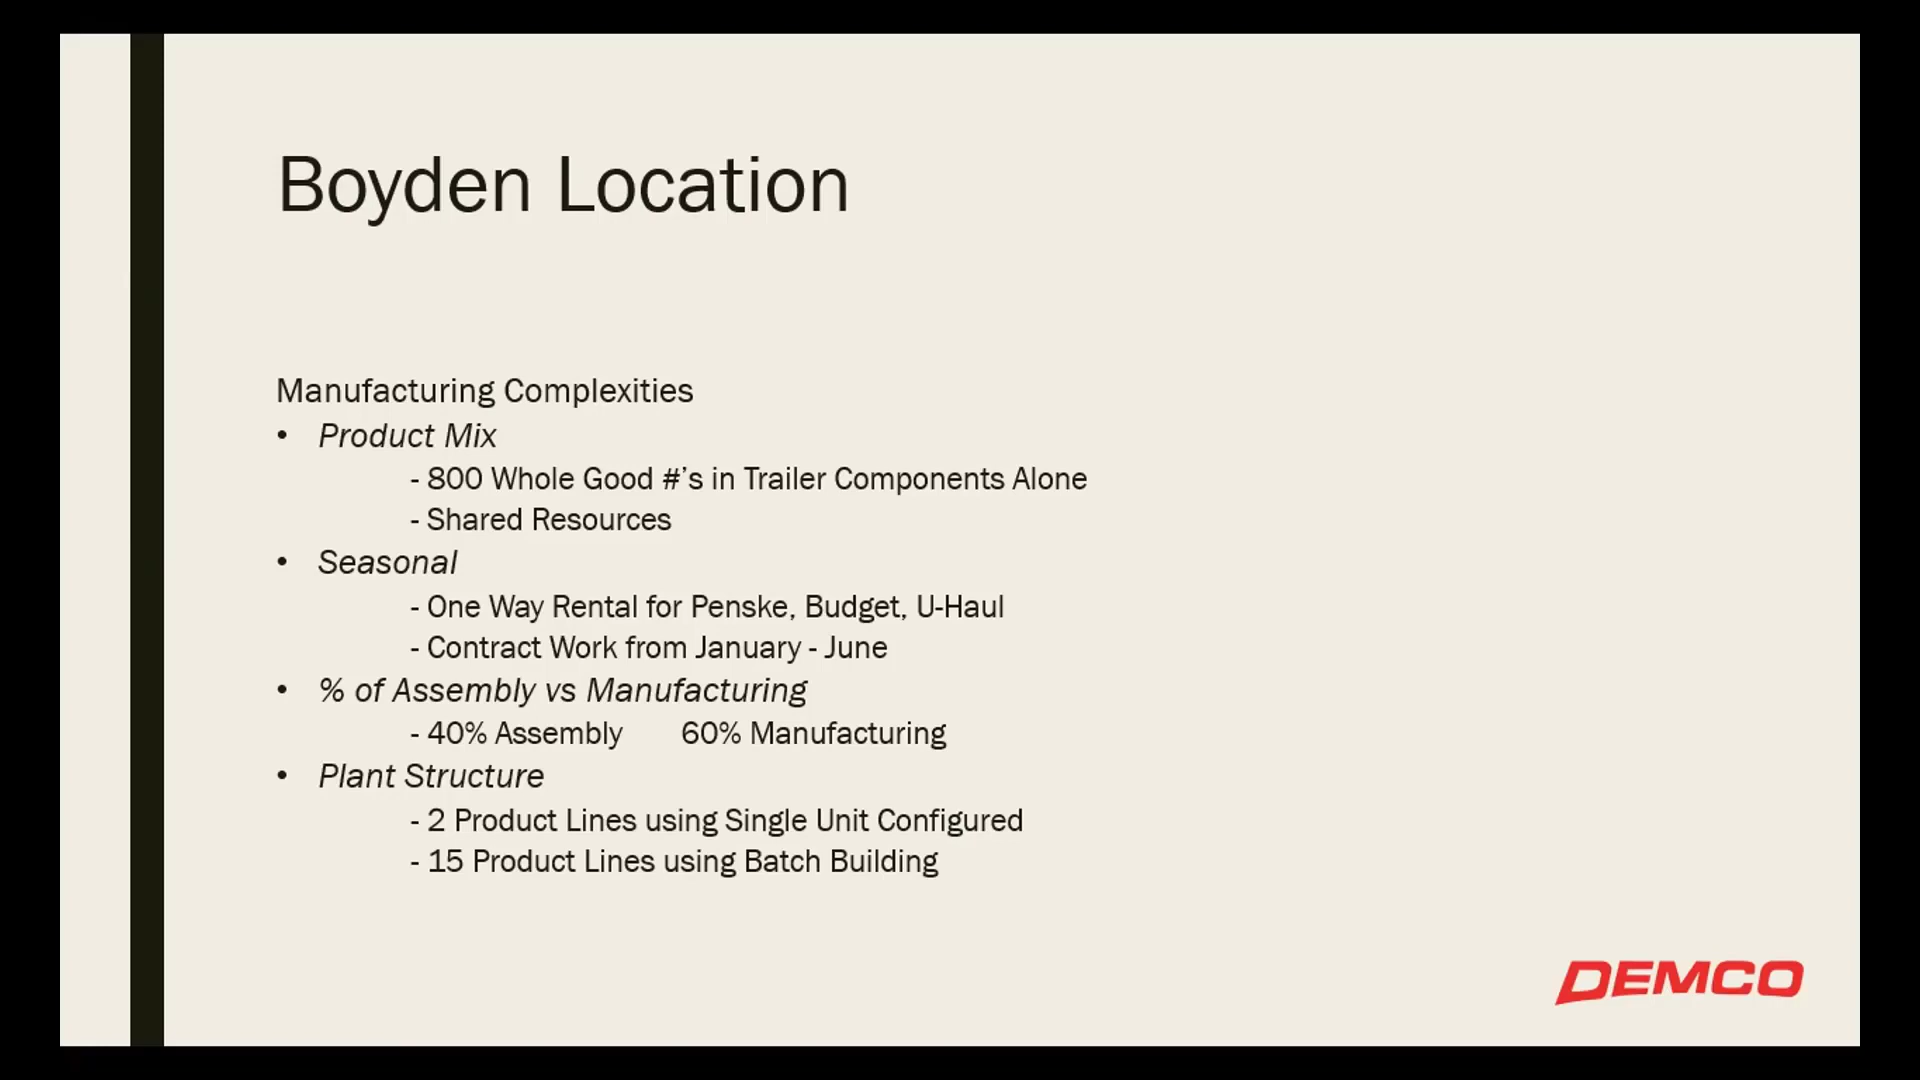 Boyden Location
Manufacturing Complexities
• Product Mix
- 800 Whole Good #’s in Trailer Components Alone
- Shared Resources
• Seasonal
- One Way Rental for Penske, Budget, U-Haul
- Contract Work from January - June
• % of Assembly vs Manufacturing
- 40% Assembly 60% Manufacturing
• Plant Structure
- 2 Product Lines using Single Unit Configured
- 15 Product Lines using Batch Building
DEMCO